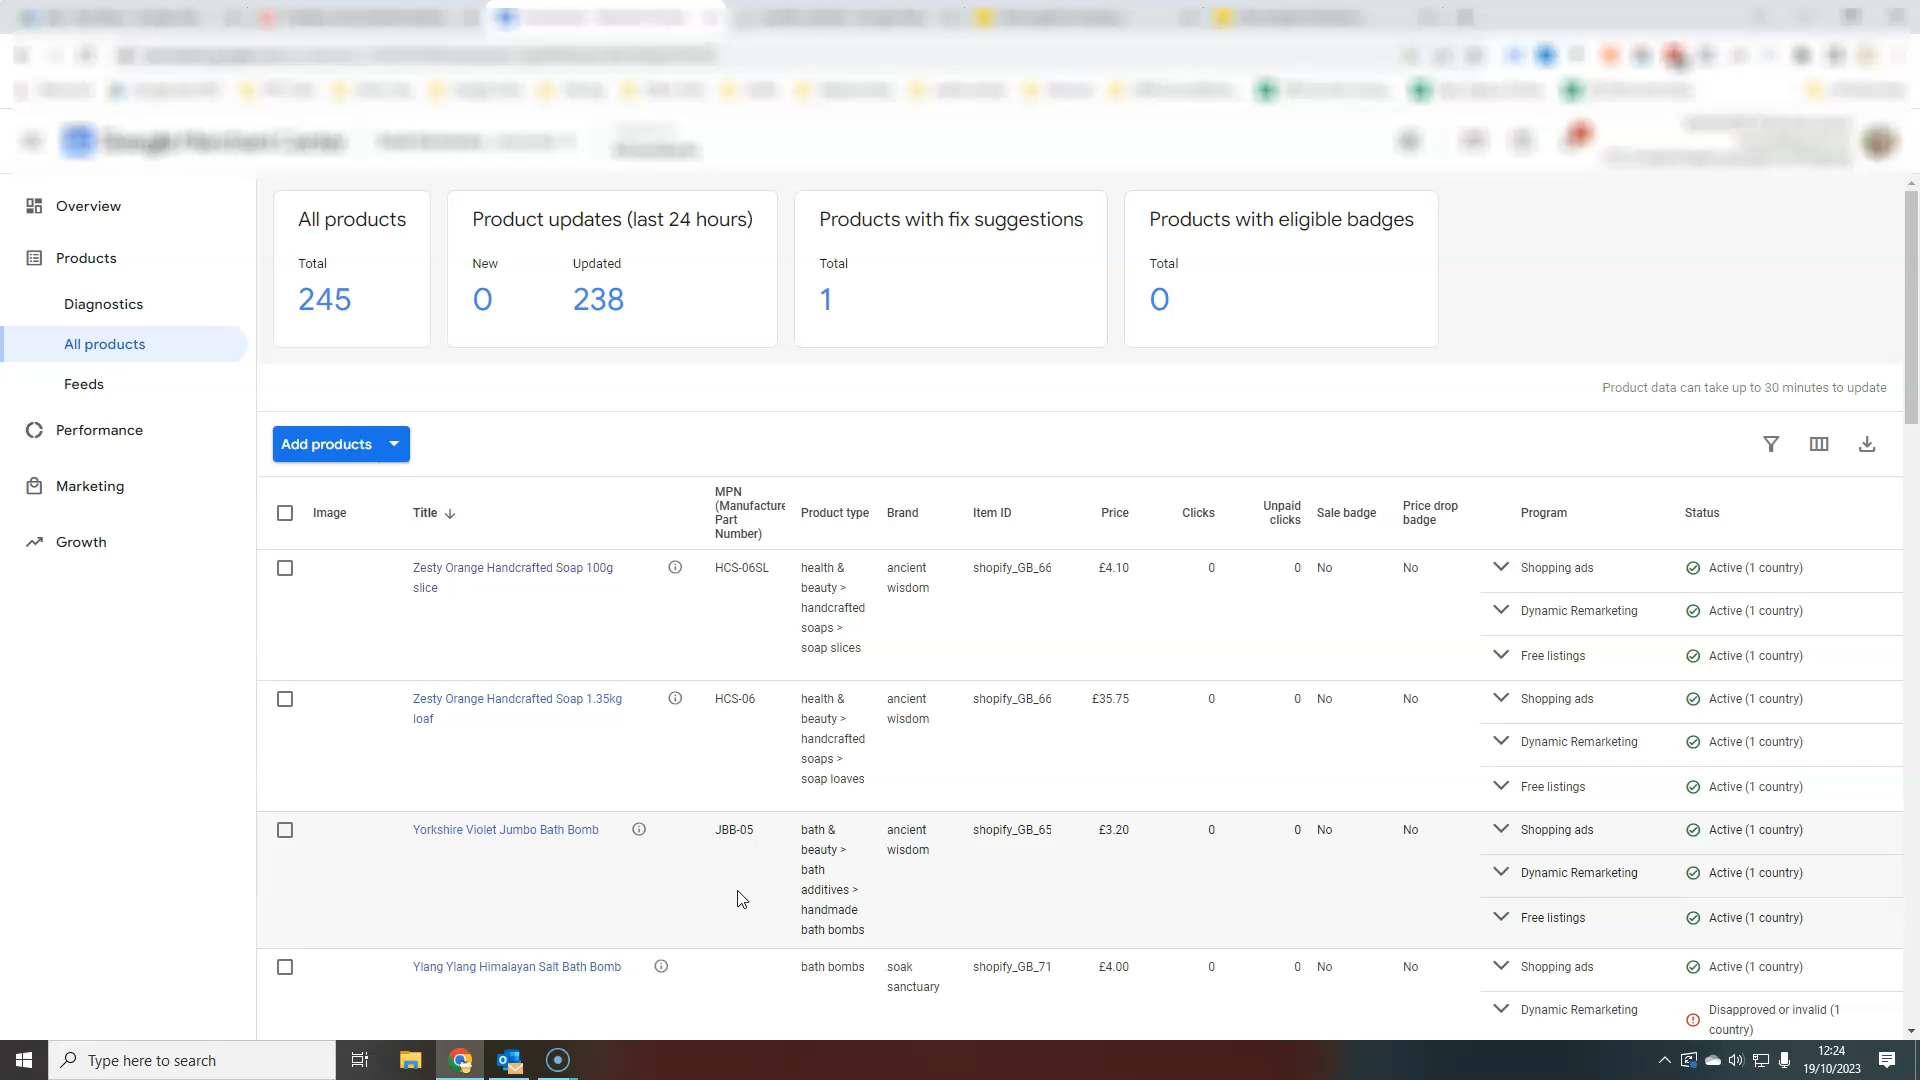 Overview
Products
Diagnostics
All products
Feeds
Performance
Marketing
Growth
All products
Total
245
Product updates (last 24 hours)
New
Updated
0
238
Products with fix suggestions
Total
1
Products with eligible badges
Total
0
Product data can take up to 30 minutes to update
Add products
Image
Title
MPN
(Manufacture
Part
Number)
Product type
Brand
Item ID
Price
Clicks
Unpaid
clicks
Sale badge
Price drop
badge
Program
Status
Zesty Orange Handcrafted Soap 100g
slice
HCS-06SL
health &
beauty >
handcrafted
soaps >
soap slices
ancient
wisdom
shopify_GB_66
£4.10
0
0
No
No
Shopping ads
Active (1 country)
Dynamic Remarketing
Active (1 country)
Free listings
Active (1 country)
Zesty Orange Handcrafted Soap 1.35kg
loaf
HCS-06
health &
beauty >
handcrafted
soaps >
soap loaves
ancient
wisdom
shopify_GB_66
£35.75
0
0
No
No
Shopping ads
Active (1 country)
Dynamic Remarketing
Active (1 country)
Free listings
Active (1 country)
Yorkshire Violet Jumbo Bath Bomb
JBB-05
bath &
beauty >
bath
additives >
handmade
bath bombs
ancient
wisdom
shopify_GB_65
£3.20
0
0
No
No
Shopping ads
Active (1 country)
Dynamic Remarketing
Active (1 country)
Free listings
Active (1 country)
Ylang Ylang Himalayan Salt Bath Bomb
bath bombs
soak
sanctuary
shopify_GB_71
£4.00
0
0
No
No
Shopping ads
Active (1 country)
Dynamic Remarketing
Disapproved or invalid (1
country)
Type here to search
12:24
19/10/2023